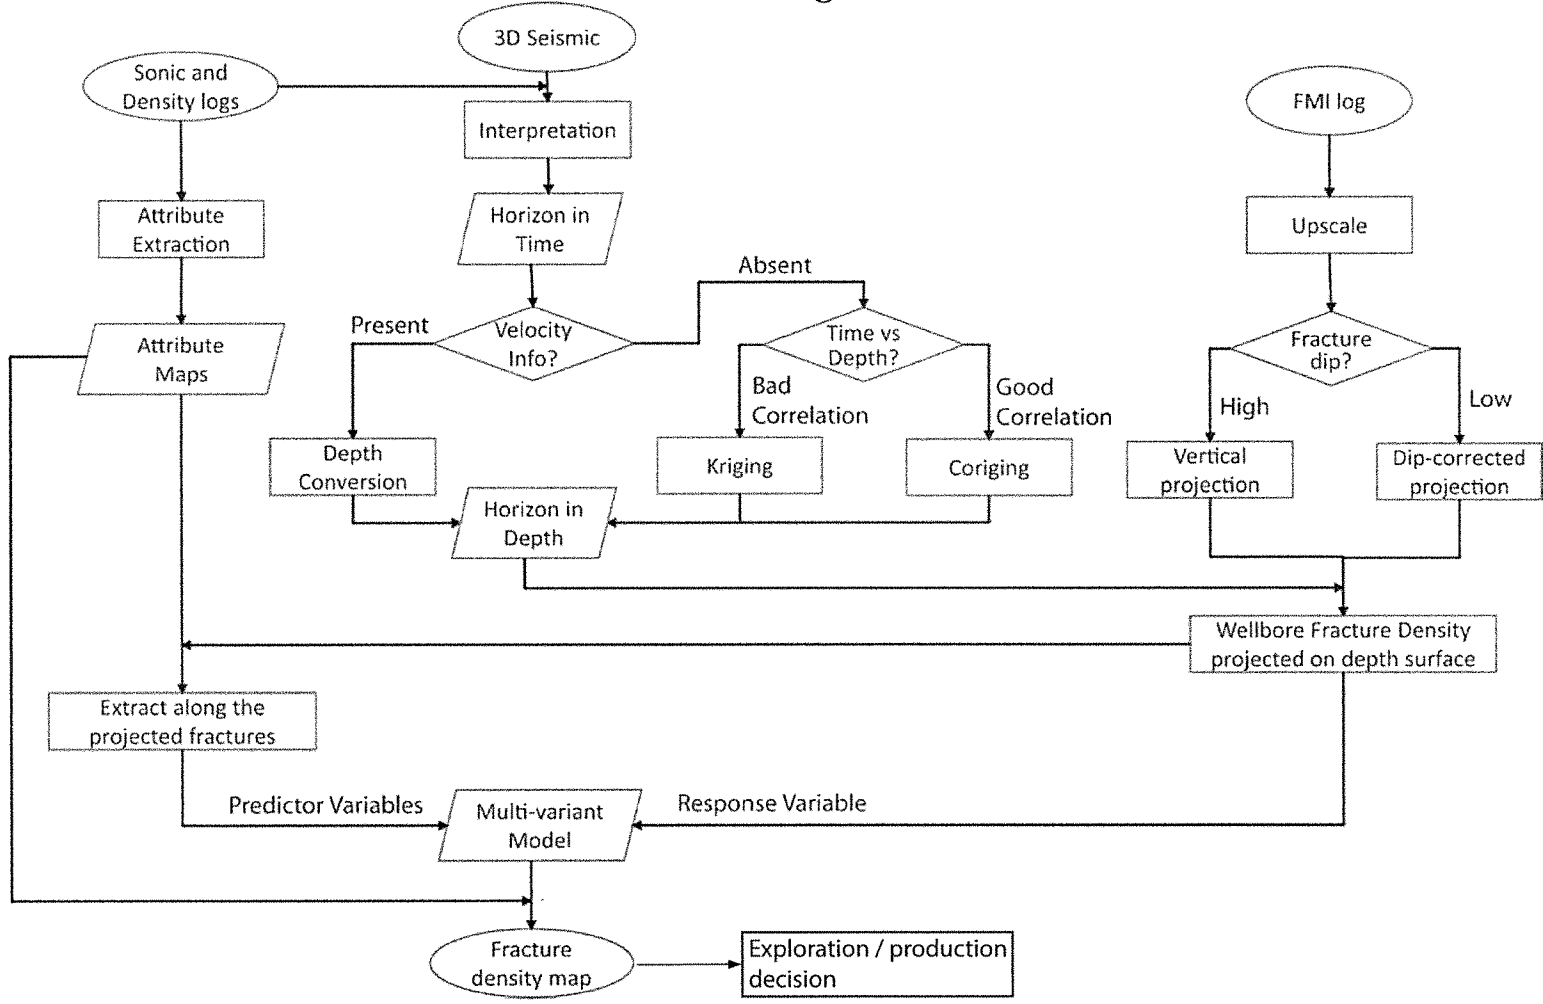 3D Seismic
Sonic and
Density logs
FMI log
Interpretation
Attribute
Extraction
Horizon in
Time
Upscale
Absent
Present
Velocity
Info?
Time vs
Depth?
Fracture
dip?
Attribute
Maps
Bad
Correlation
Good
Correlation
High
Low
Depth
Conversion
Kriging
Coriging
Vertical
projection
Dip-corrected
projection
Horizon in
Depth
Wellbore Fracture Density
projected on depth surface
Extract along the
projected fractures
Predictor Variables
Multi-variant
Model
Response Variable
Fracture
density map
Exploration / production
decision